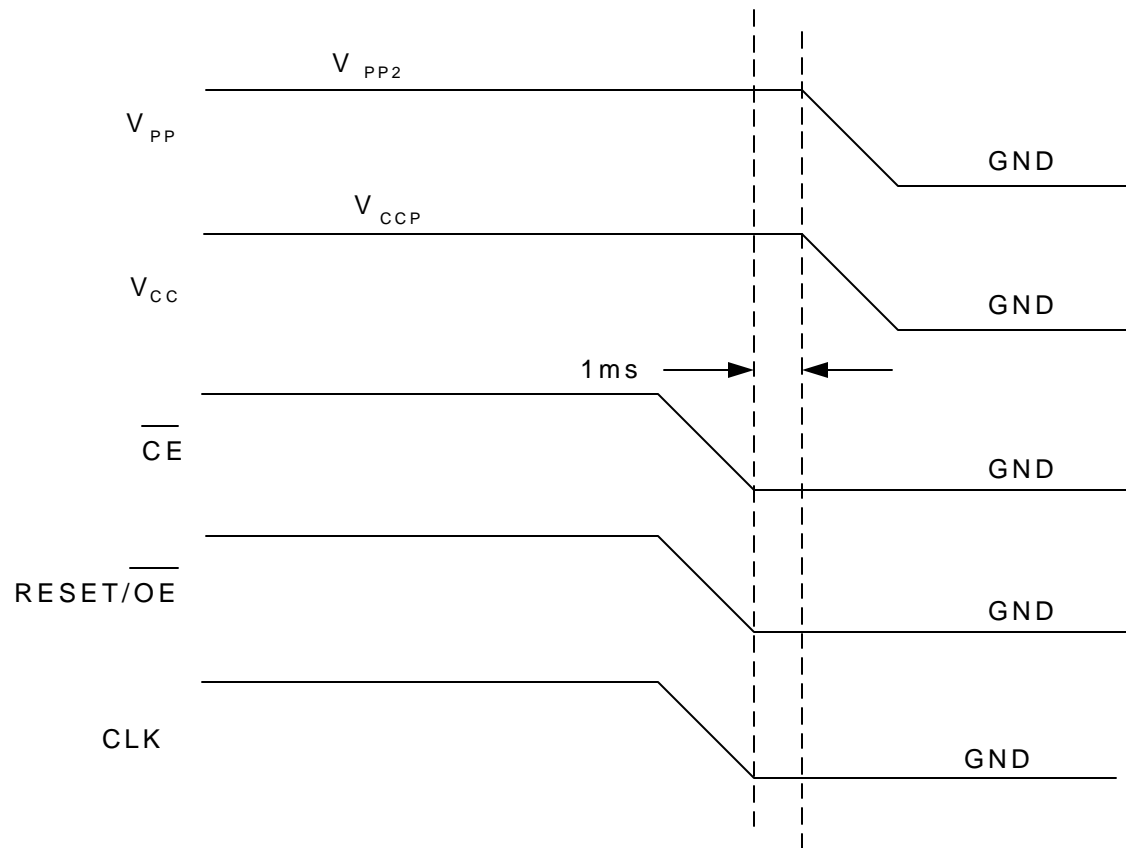 V PP2
V PP
GND
V CCP
V CC
GND
1ms
CE
GND
RESET/OE
GND
CLK
GND